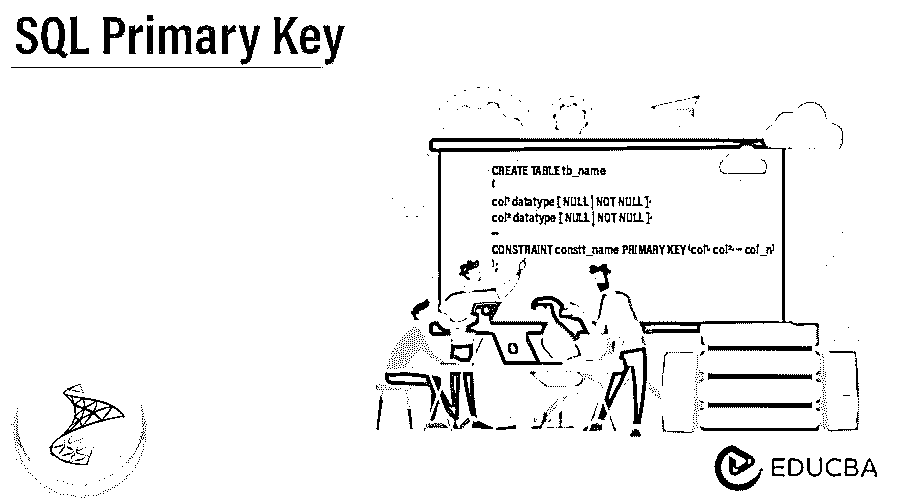 SQL Primary Key
CREATE TABLE tb_name
(
col¹ datatype [ NULL | NOT NULL ],
col² datatype [ NULL | NOT NULL ],
...
CONSTRAINT constt_name PRIMARY KEY (col¹, col², ... col_n)
);
EDUCBA